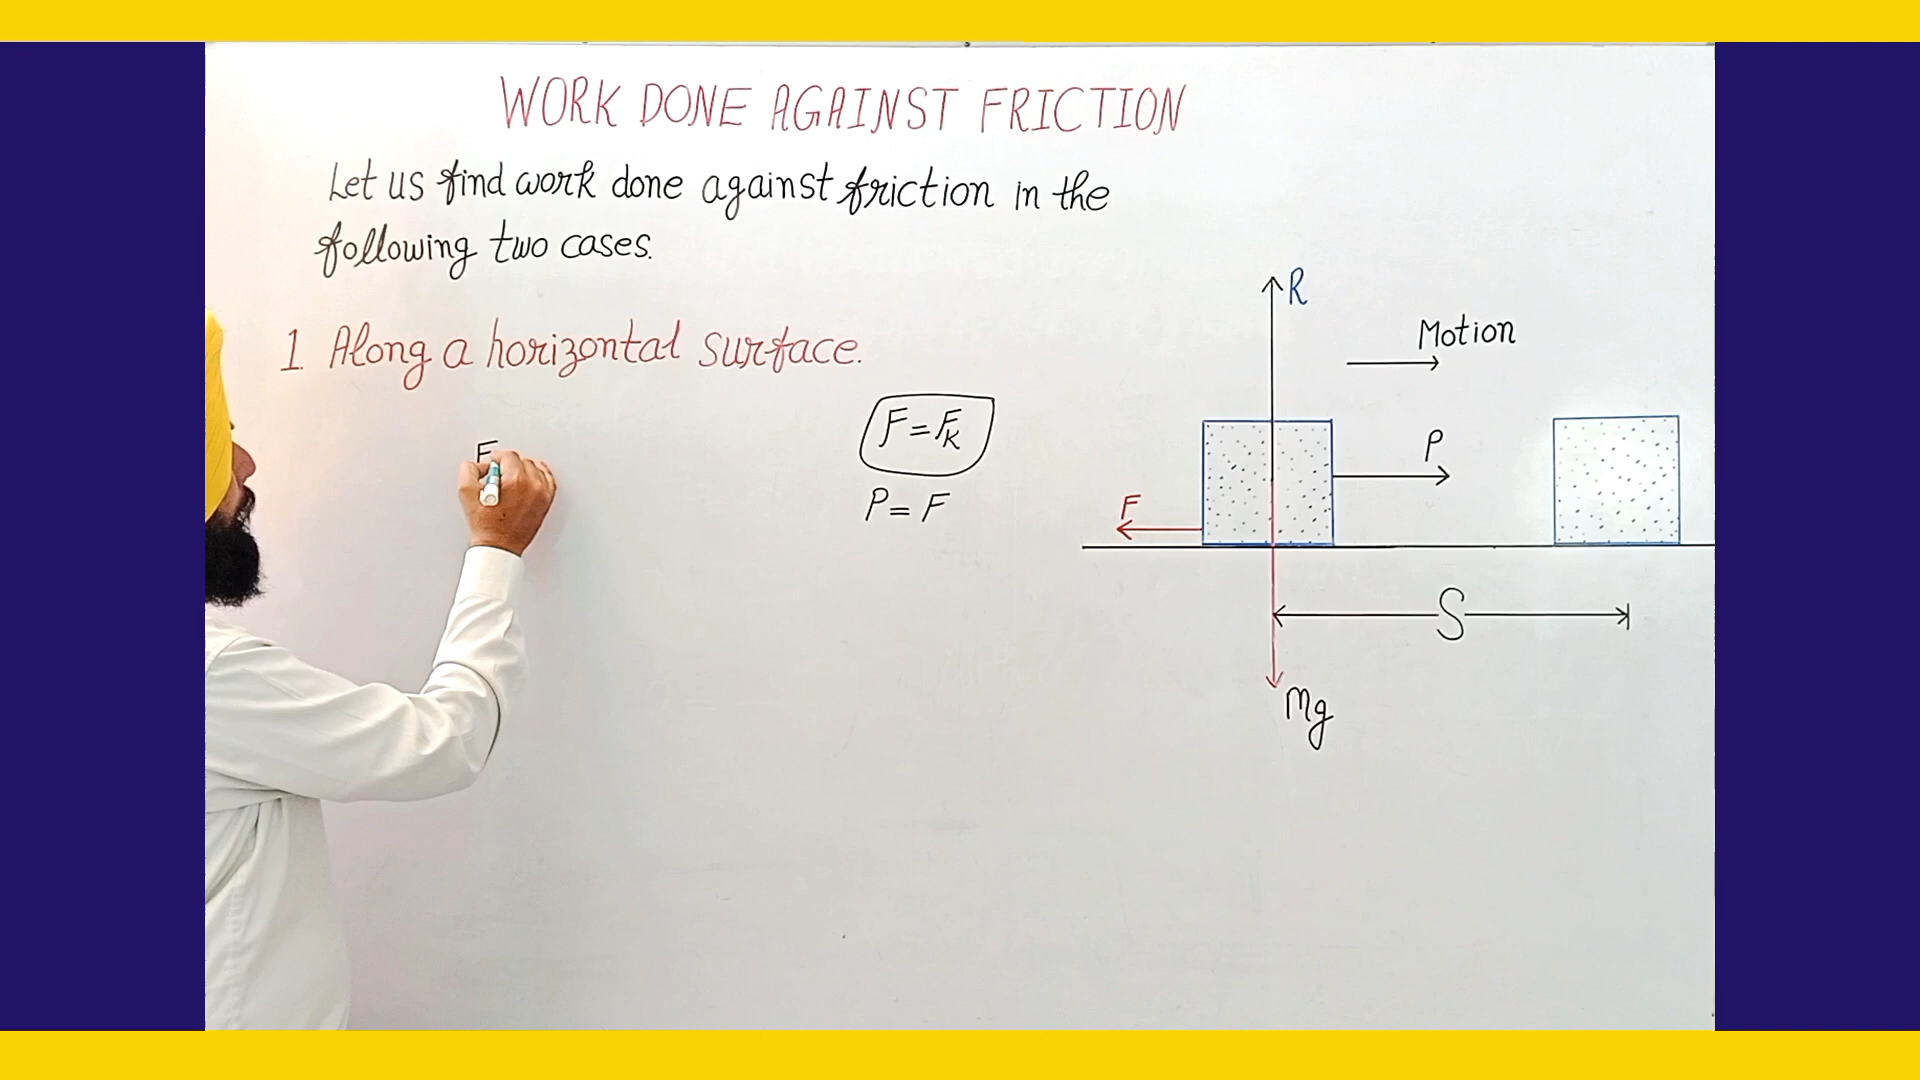 WORK DONE AGAINST FRICTION
Let us find work done against friction in the
following two cases.
1. Along a horizontal surface.
F
F = Fk
P = F
R
Motion
P
F
S
Mg